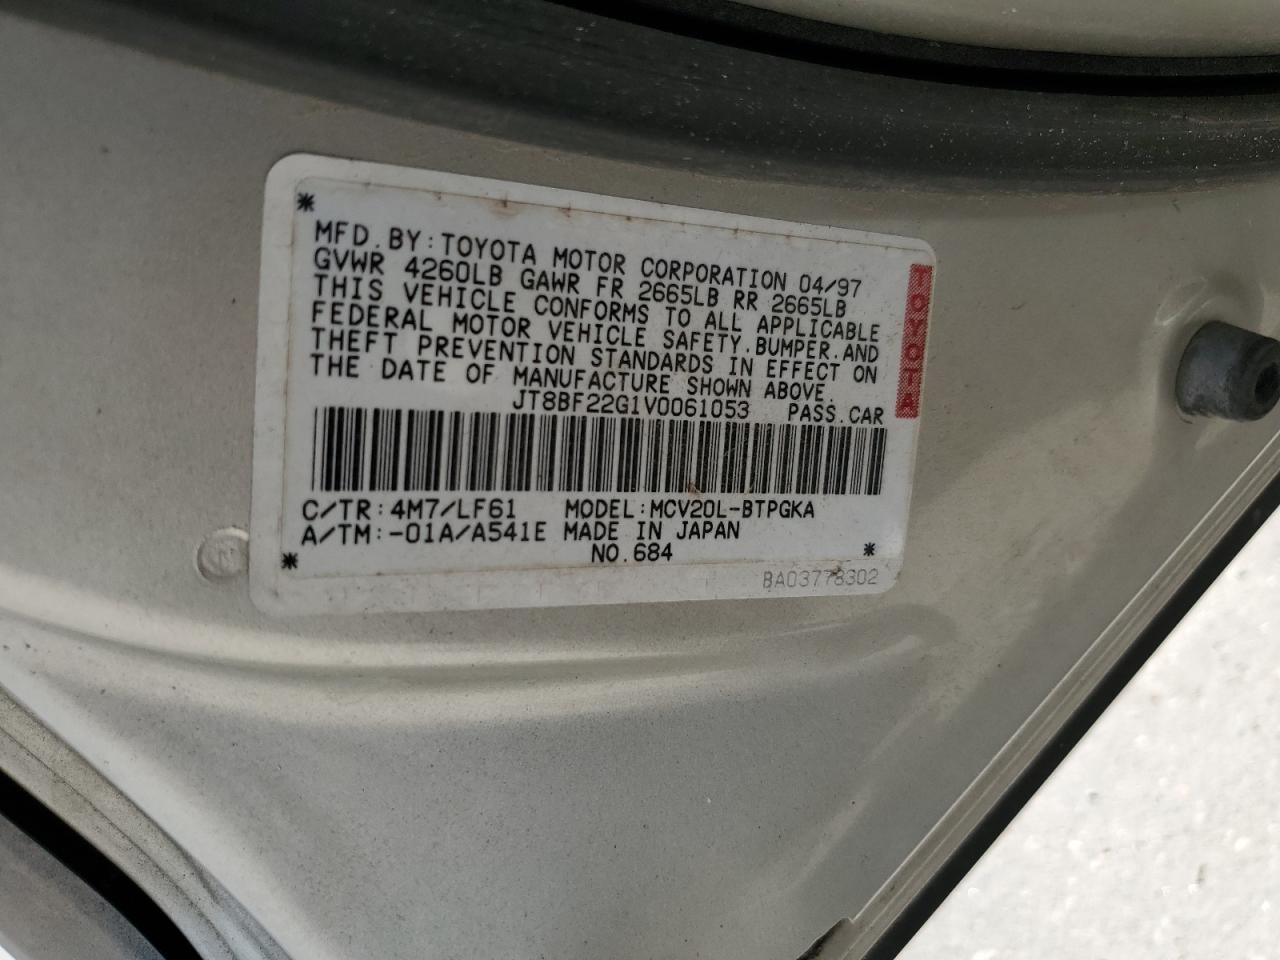 *
MFD.BY:TOYOTA MOTOR CORPORATION 04/97
GVWR 4260LB GAWR FR 2665LB RR 2665LB
THIS VEHICLE CONFORMS TO ALL APPLICABLE
FEDERAL MOTOR VEHICLE SAFETY,BUMPER,AND
THEFT PREVENTION STANDARDS IN EFFECT ON
THE DATE OF MANUFACTURE SHOWN ABOVE.
JT8BF22G1V0061053 PASS.CAR
TOYOTA
C/TR:4M7/LF61 MODEL:MCV20L-BTPGKA
A/TM:-01A/A541E MADE IN JAPAN
* NO.684 *
BA03778302